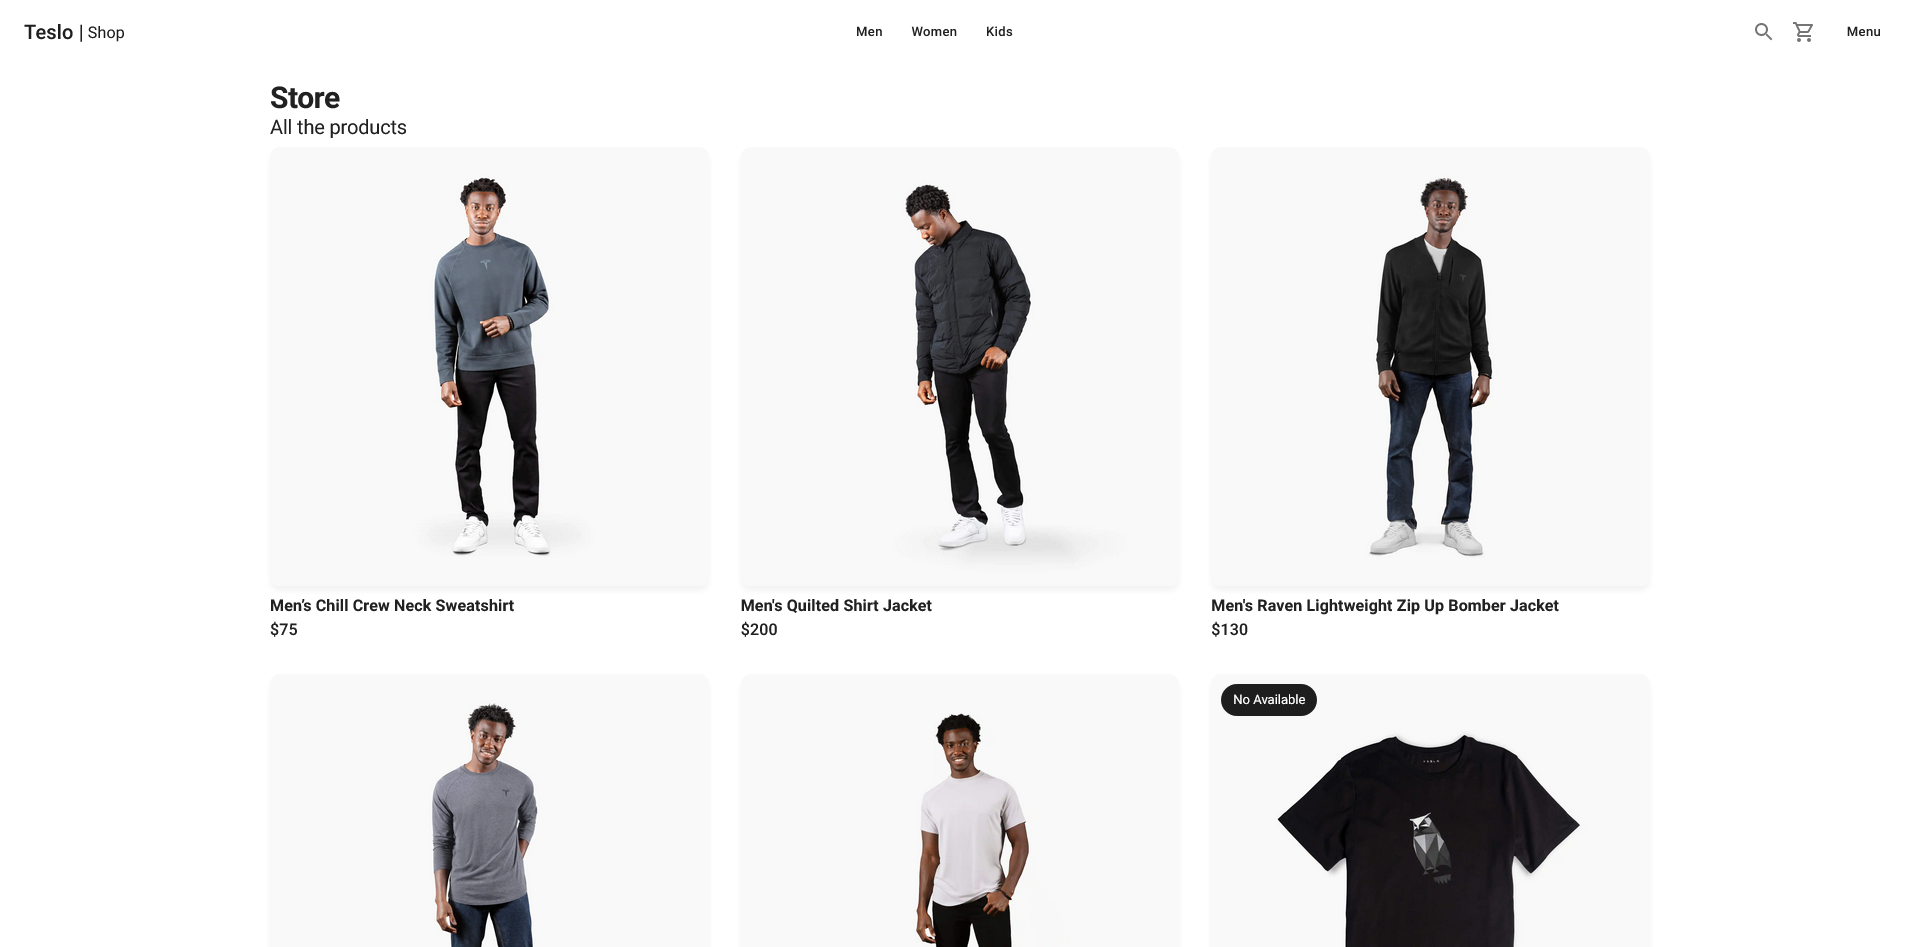 Teslo | Shop
Men Women Kids
Menu
Store
All the products
Men’s Chill Crew Neck Sweatshirt
$75
Men's Quilted Shirt Jacket
$200
Men's Raven Lightweight Zip Up Bomber Jacket
$130
No Available